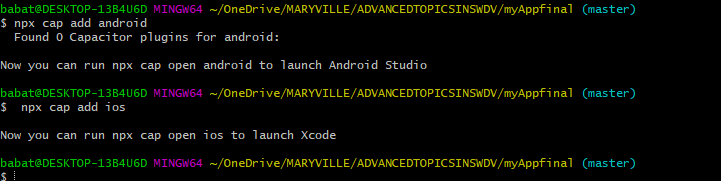 babat@DESKTOP-13B4U6D MINGW64 ~/OneDrive/MARYVILLE/ADVANCEDTOPICSINSWDV/myAppfinal (master)
$ npx cap add android
  Found 0 Capacitor plugins for android:
Now you can run npx cap open android to launch Android Studio
babat@DESKTOP-13B4U6D MINGW64 ~/OneDrive/MARYVILLE/ADVANCEDTOPICSINSWDV/myAppfinal (master)
$  npx cap add ios
Now you can run npx cap open ios to launch Xcode
babat@DESKTOP-13B4U6D MINGW64 ~/OneDrive/MARYVILLE/ADVANCEDTOPICSINSWDV/myAppfinal (master)
$